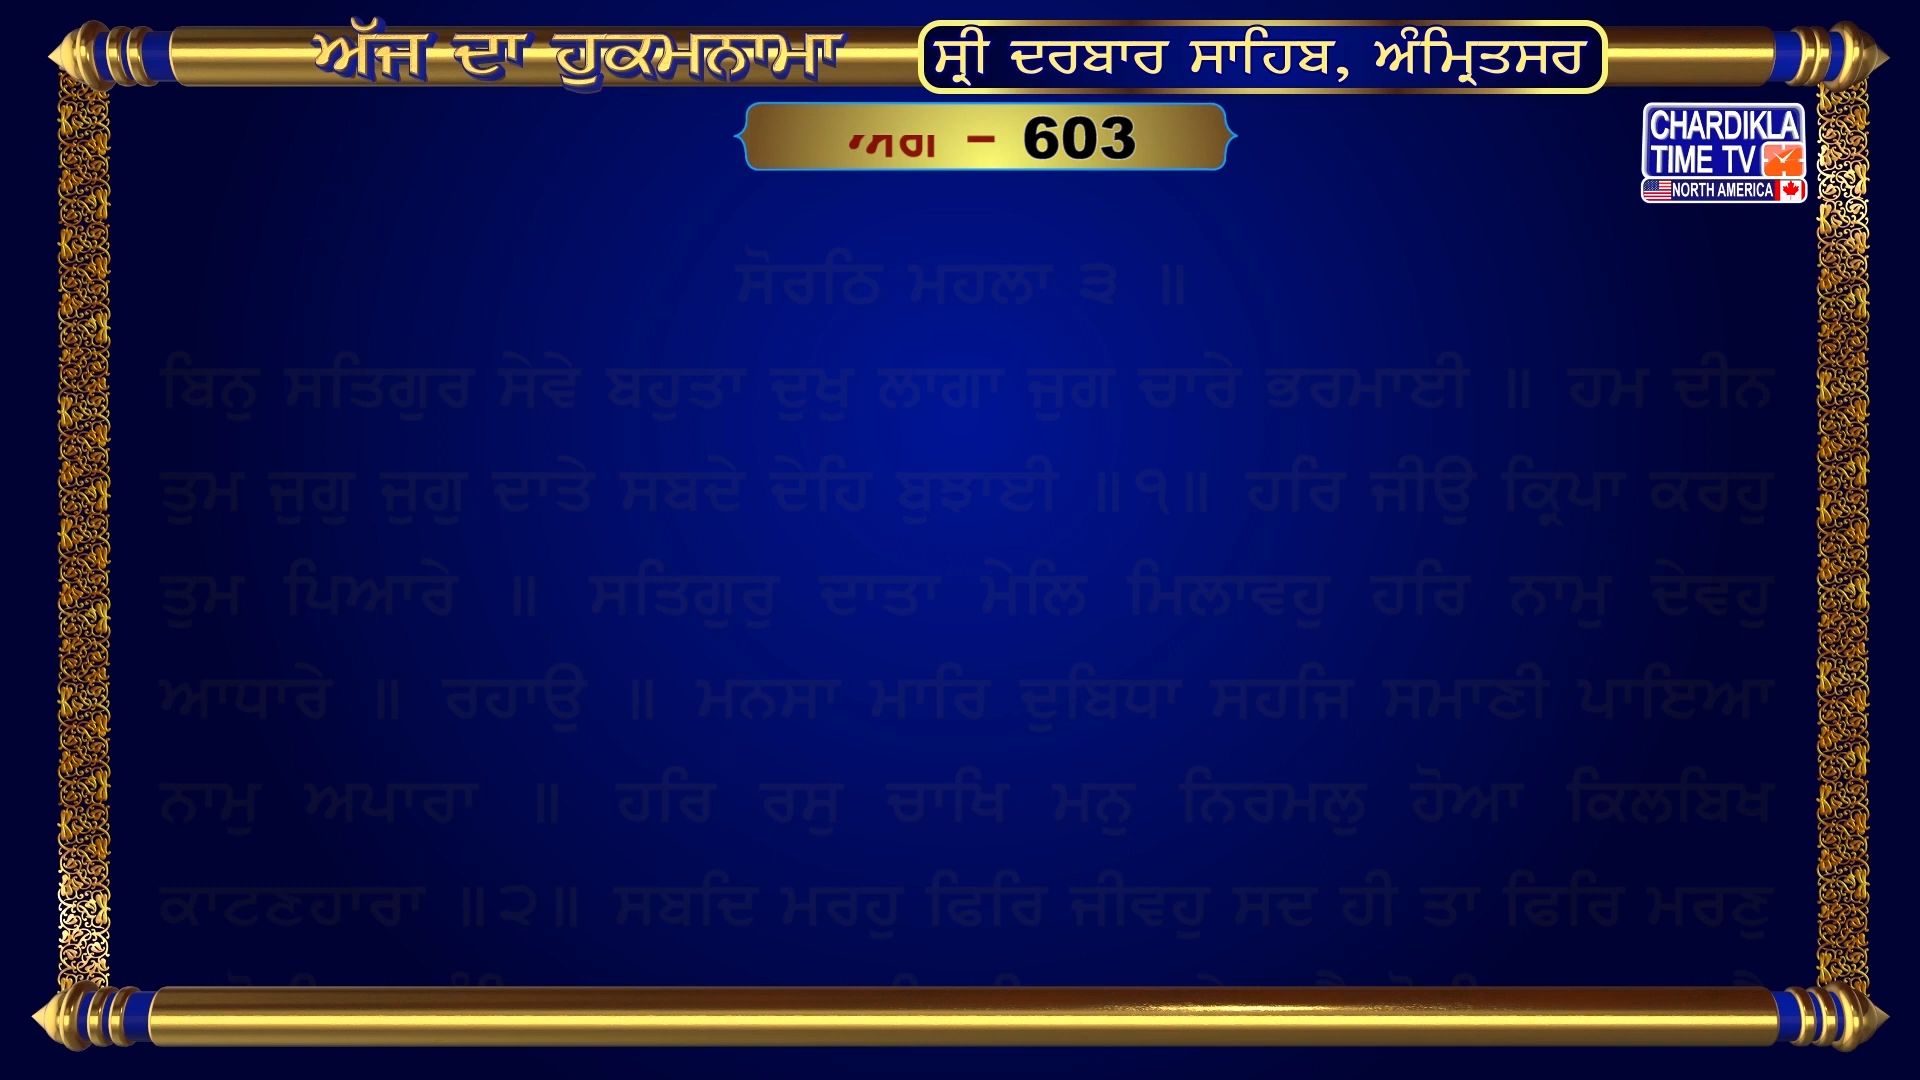 ਅੱਜ ਦਾ ਹੁਕਮਨਾਮਾ
ਸ੍ਰੀ ਦਰਬਾਰ ਸਾਹਿਬ, ਅੰਮ੍ਰਿਤਸਰ
ਅੰਗ - 603
CHARDIKLA
TIME TV
NORTH AMERICA
ਸੋਰਠਿ ਮਹਲਾ ੩ ॥
ਬਿਨੁ ਸਤਿਗੁਰ ਸੇਵੇ ਬਹੁਤਾ ਦੁਖੁ ਲਾਗਾ ਜੁਗ ਚਾਰੇ ਭਰਮਾਈ ॥ ਹਮ ਦੀਨ
ਤੁਮ ਜੁਗੁ ਜੁਗੁ ਦਾਤੇ ਸਬਦੇ ਦੇਹਿ ਬੁਝਾਈ ॥੧॥ ਹਰਿ ਜੀਉ ਕ੍ਰਿਪਾ ਕਰਹੁ
ਤੁਮ ਪਿਆਰੇ ॥ ਸਤਿਗੁਰੁ ਦਾਤਾ ਮੇਲਿ ਮਿਲਾਵਹੁ ਹਰਿ ਨਾਮੁ ਦੇਵਹੁ
ਆਧਾਰੇ ॥ ਰਹਾਉ ॥ ਮਨਸਾ ਮਾਰਿ ਦੁਬਿਧਾ ਸਹਜਿ ਸਮਾਣੀ ਪਾਇਆ
ਨਾਮੁ ਅਪਾਰਾ ॥ ਹਰਿ ਰਸੁ ਚਾਖਿ ਮਨੁ ਨਿਰਮਲੁ ਹੋਆ ਕਿਲਬਿਖ
ਕਾਟਣਹਾਰਾ ॥੨॥ ਸਬਦਿ ਮਰਹੁ ਫਿਰਿ ਜੀਵਹੁ ਸਦ ਹੀ ਤਾ ਫਿਰਿ ਮਰਣੁ